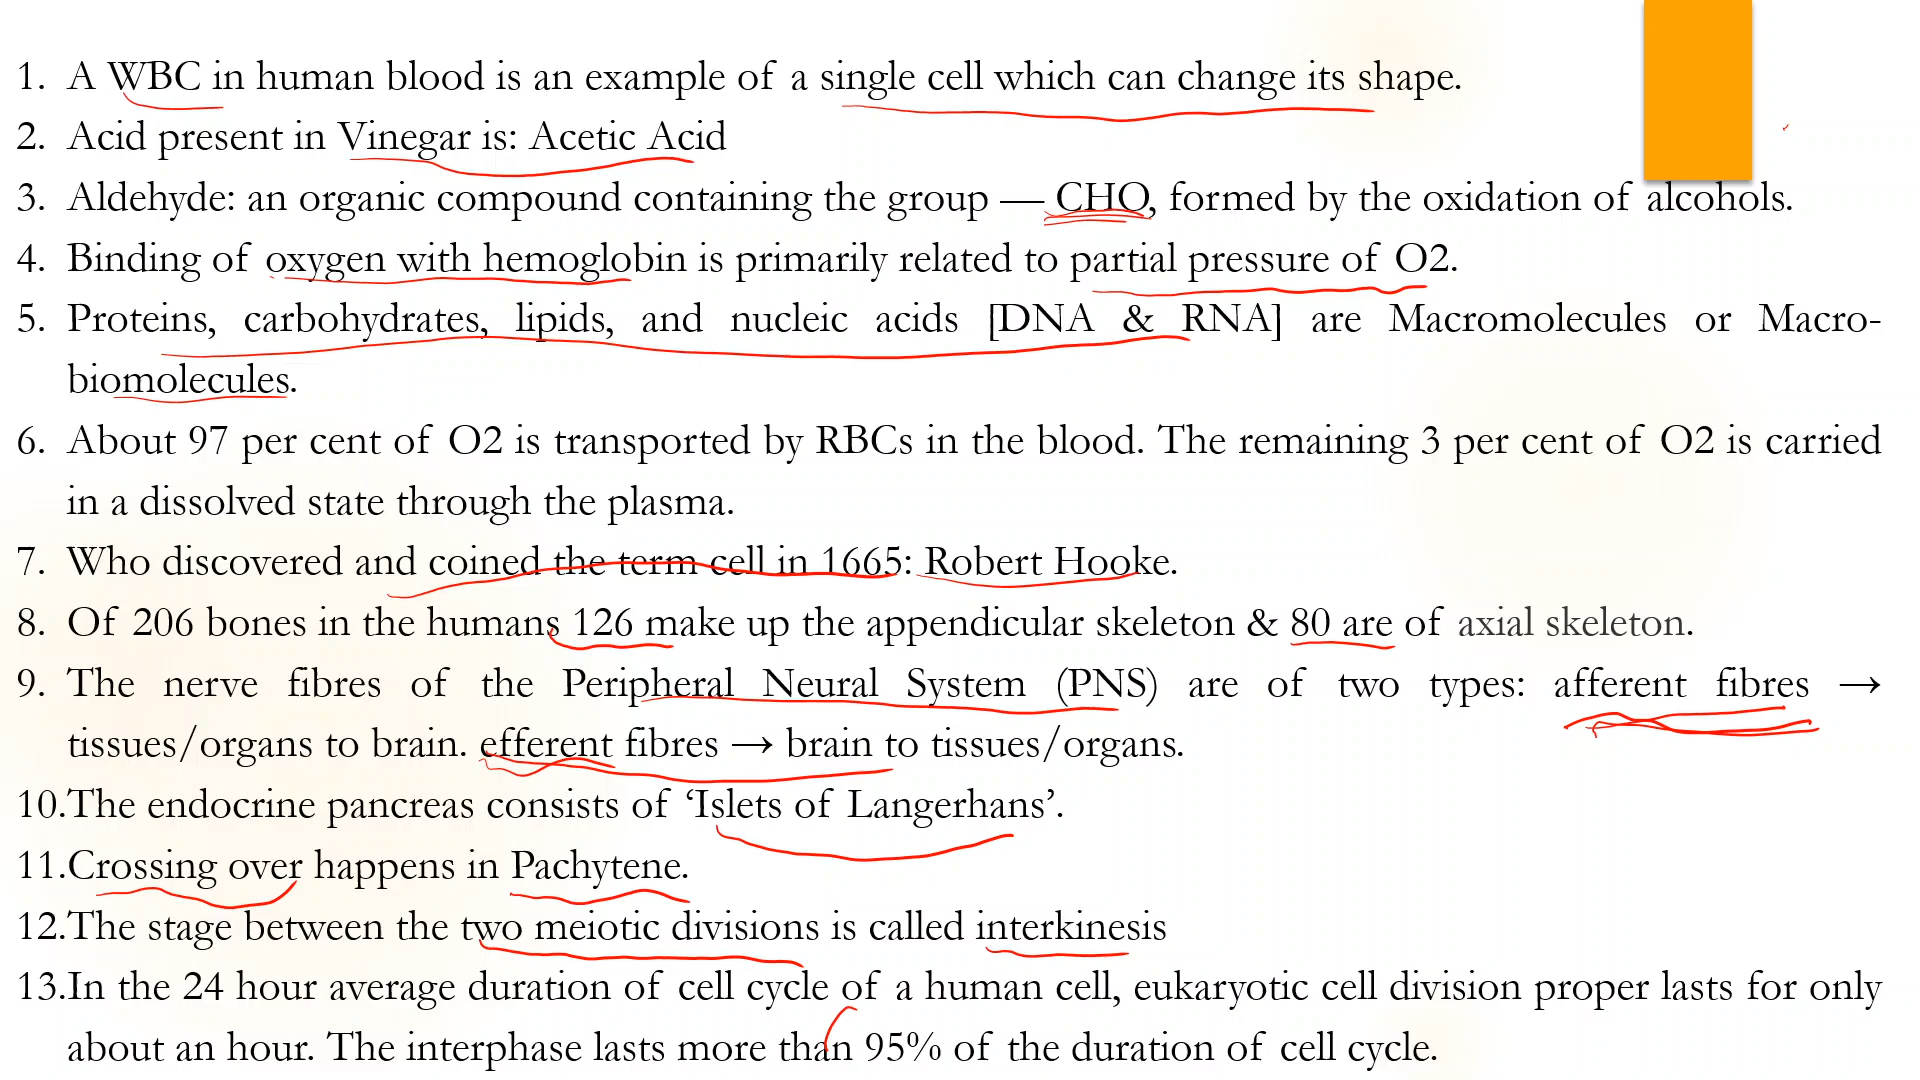 1. A WBC in human blood is an example of a single cell which can change its shape.
2. Acid present in Vinegar is: Acetic Acid
3. Aldehyde: an organic compound containing the group — CHO, formed by the oxidation of alcohols.
4. Binding of oxygen with hemoglobin is primarily related to partial pressure of O2.
5. Proteins, carbohydrates, lipids, and nucleic acids [DNA & RNA] are Macromolecules or Macro-
biomolecules.
6. About 97 per cent of O2 is transported by RBCs in the blood. The remaining 3 per cent of O2 is carried
in a dissolved state through the plasma.
7. Who discovered and coined the term cell in 1665: Robert Hooke.
8. Of 206 bones in the humans 126 make up the appendicular skeleton & 80 are of axial skeleton.
9. The nerve fibres of the Peripheral Neural System (PNS) are of two types: afferent fibres →
tissues/organs to brain. efferent fibres → brain to tissues/organs.
10.The endocrine pancreas consists of ‘Islets of Langerhans’.
11.Crossing over happens in Pachytene.
12.The stage between the two meiotic divisions is called interkinesis
13.In the 24 hour average duration of cell cycle of a human cell, eukaryotic cell division proper lasts for only
about an hour. The interphase lasts more than 95% of the duration of cell cycle.